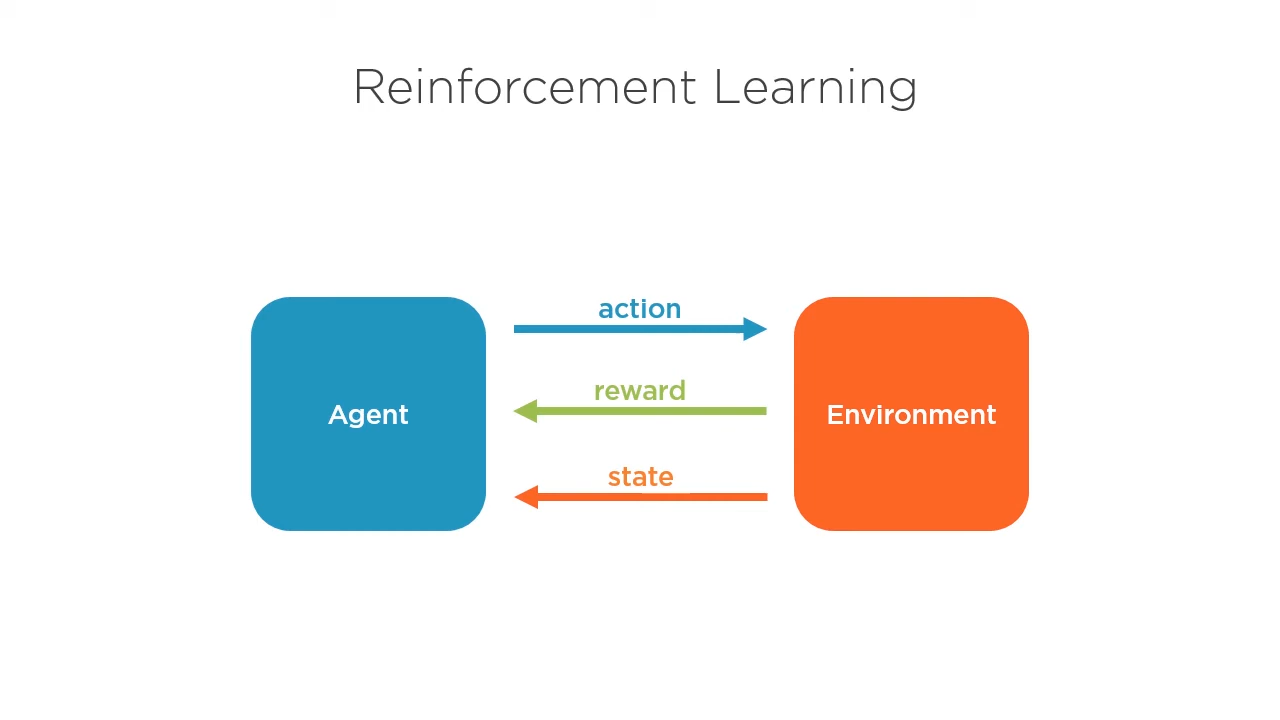 Reinforcement Learning
action
reward
Agent
Environment
state